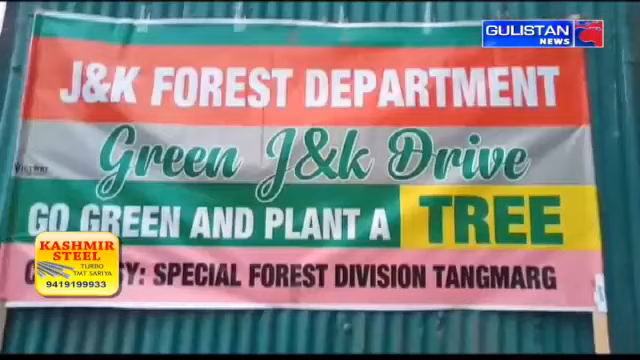 GULISTAN
NEWS
J&K FOREST DEPARTMENT
Green J&k Drive
GO GREEN AND PLANT A TREE
BY: SPECIAL FOREST DIVISION TANGMARG
KASHMIR
STEEL
TURBO
TMT SARIYA
9419199933